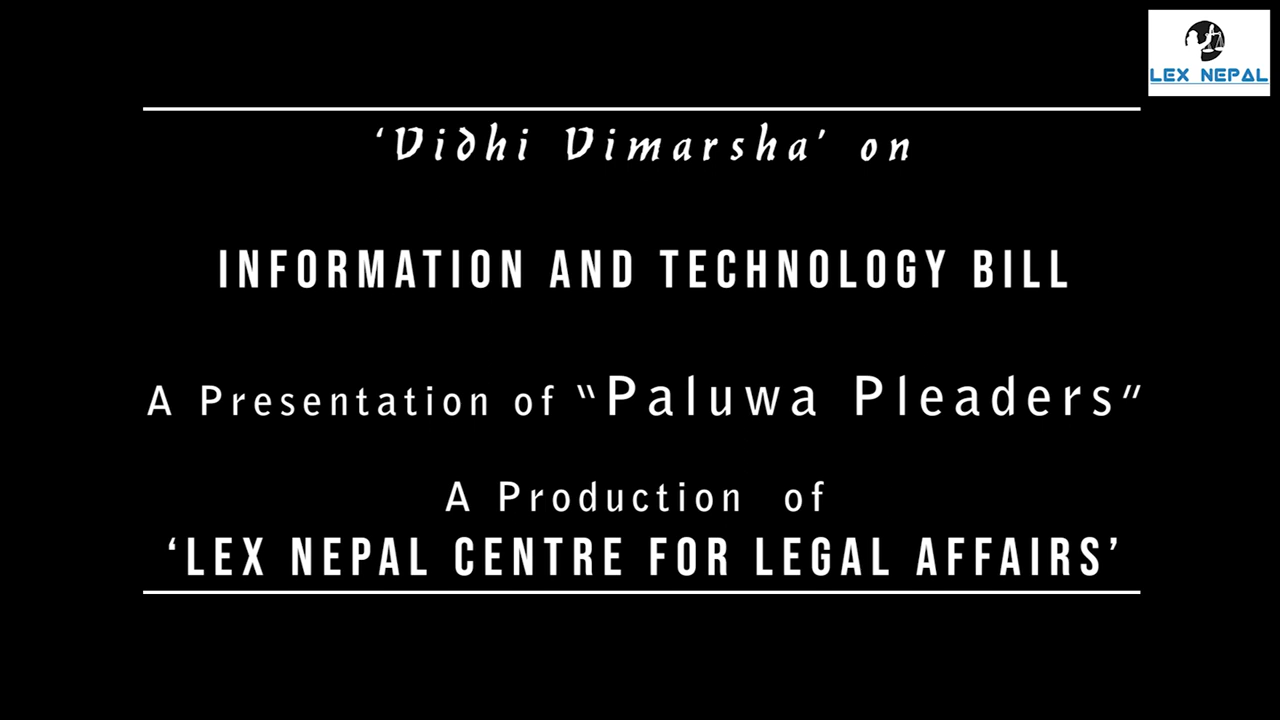 LEX NEPAL
‘Vidhi Vimarsha’ on
INFORMATION AND TECHNOLOGY BILL
A Presentation of “Paluwa Pleaders”
A Production of
‘LEX NEPAL CENTRE FOR LEGAL AFFAIRS’